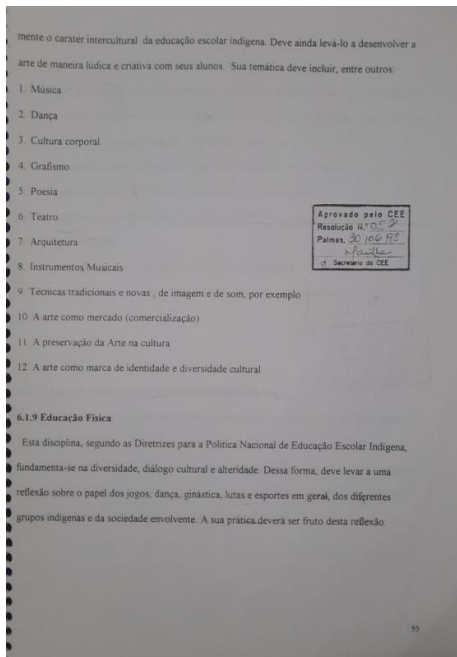 mente o caráter intercultural da educação escolar indígena. Deve ainda levá-lo a desenvolver a
arte de maneira lúdica e criativa com seus alunos. Sua temática deve incluir, entre outros:
1. Música
2. Dança
3. Cultura corporal
4. Grafismo
5. Poesia
6. Teatro
7. Arquitetura
8. Instrumentos Musicais
9. Técnicas tradicionais e novas , de imagem e de som, por exemplo
10. A arte como mercado (comercialização)
11. A preservação da Arte na cultura
12. A arte como marca de identidade e diversidade cultural
Aprovado pelo CEE
Resolução N.º 052
Palmas, 30 / 06 / 93
Secretário do CEE
6.1.9 Educação Física
Esta disciplina, segundo as Diretrizes para a Política Nacional de Educação Escolar Indígena,
fundamenta-se na diversidade, diálogo cultural e alteridade. Dessa forma, deve levar a uma
reflexão sobre o papel dos jogos, dança, ginástica, lutas e esportes em geral, dos diferentes
grupos indígenas e da sociedade envolvente. A sua prática deverá ser fruto desta reflexão.